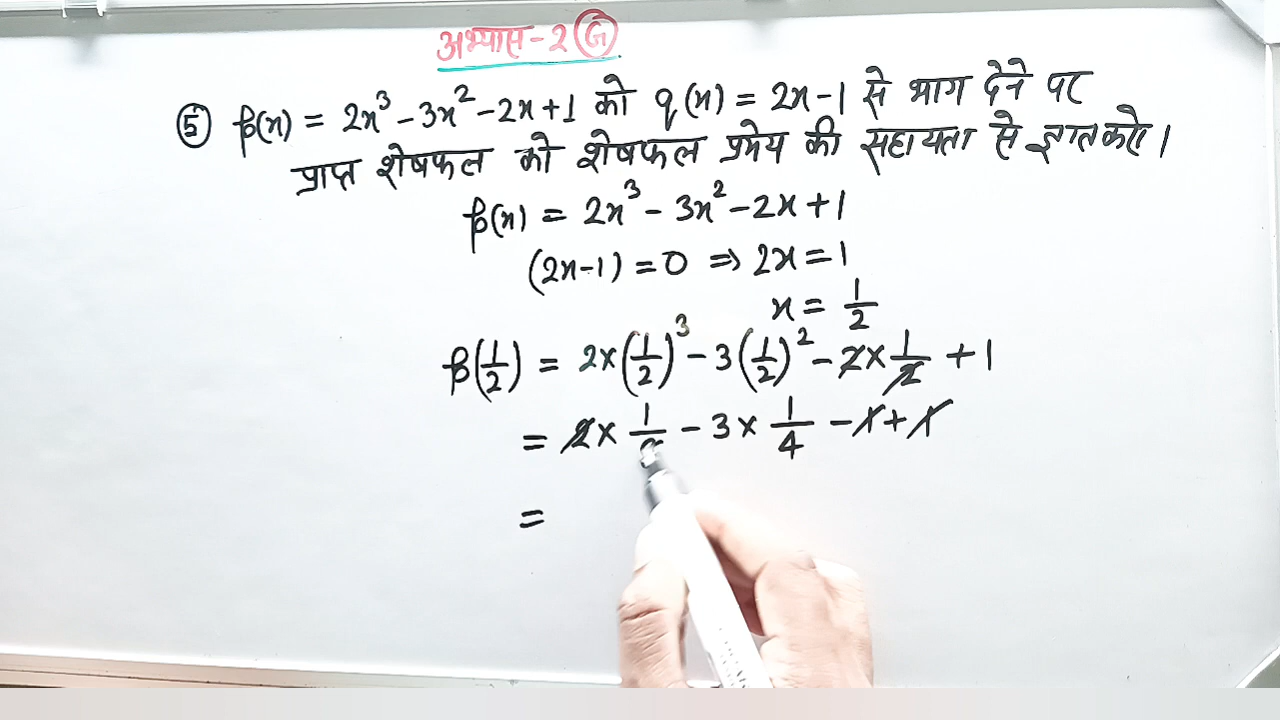 अभ्यास-2 G
⑤ p(x) = 2x³ - 3x² - 2x + 1 को q(x) = 2x - 1 से भाग देने पर
प्राप्त शेषफल को शेषफल प्रमेय की सहायता से ज्ञात करो।
p(x) = 2x³ - 3x² - 2x + 1
(2x-1) = 0 ⇒ 2x = 1
x = 1/2
p(1/2) = 2×(1/2)³ - 3(1/2)² - 2×1/2 + 1
= 2× 1/8 - 3× 1/4 - 1 + 1
=